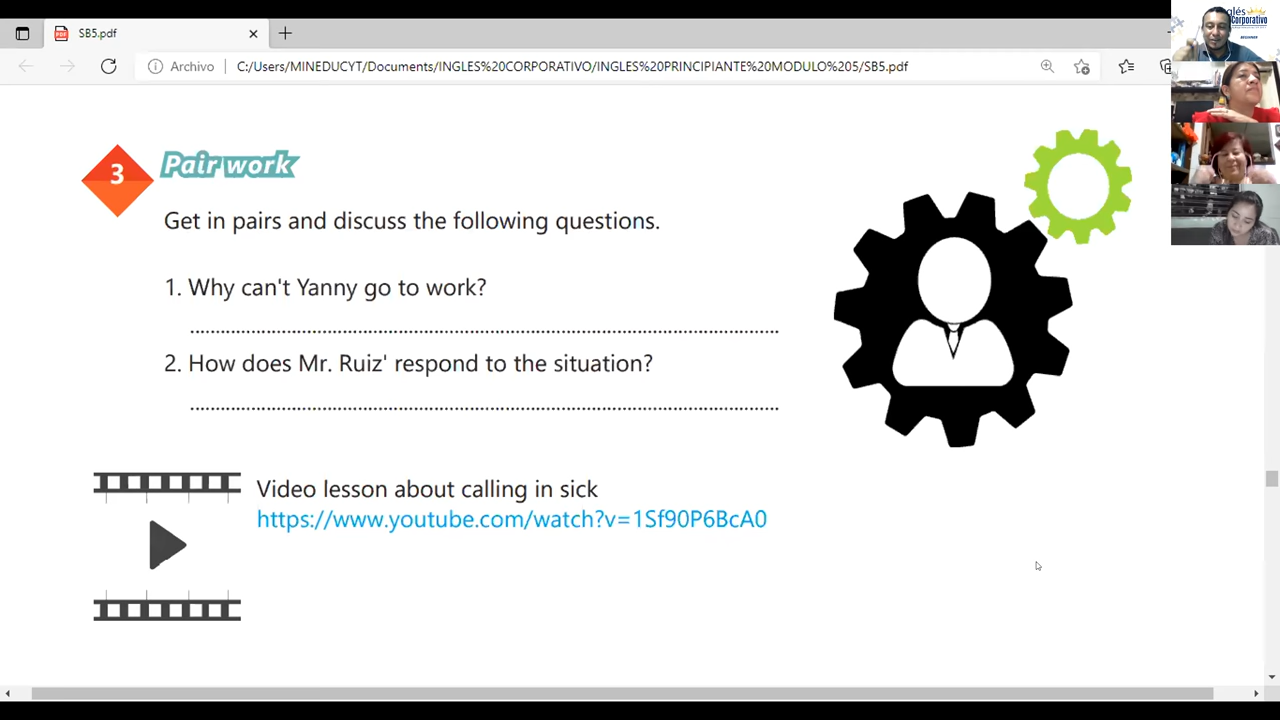 SB5.pdf
Archivo
C:/Users/MINEDUCYT/Documents/INGLES%20CORPORATIVO/INGLES%20PRINCIPIANTE%20MODULO%205/SB5.pdf
3
Pair work
Get in pairs and discuss the following questions.
1. Why can't Yanny go to work?
2. How does Mr. Ruiz' respond to the situation?
Video lesson about calling in sick
https://www.youtube.com/watch?v=1Sf90P6BcA0
Corporativo